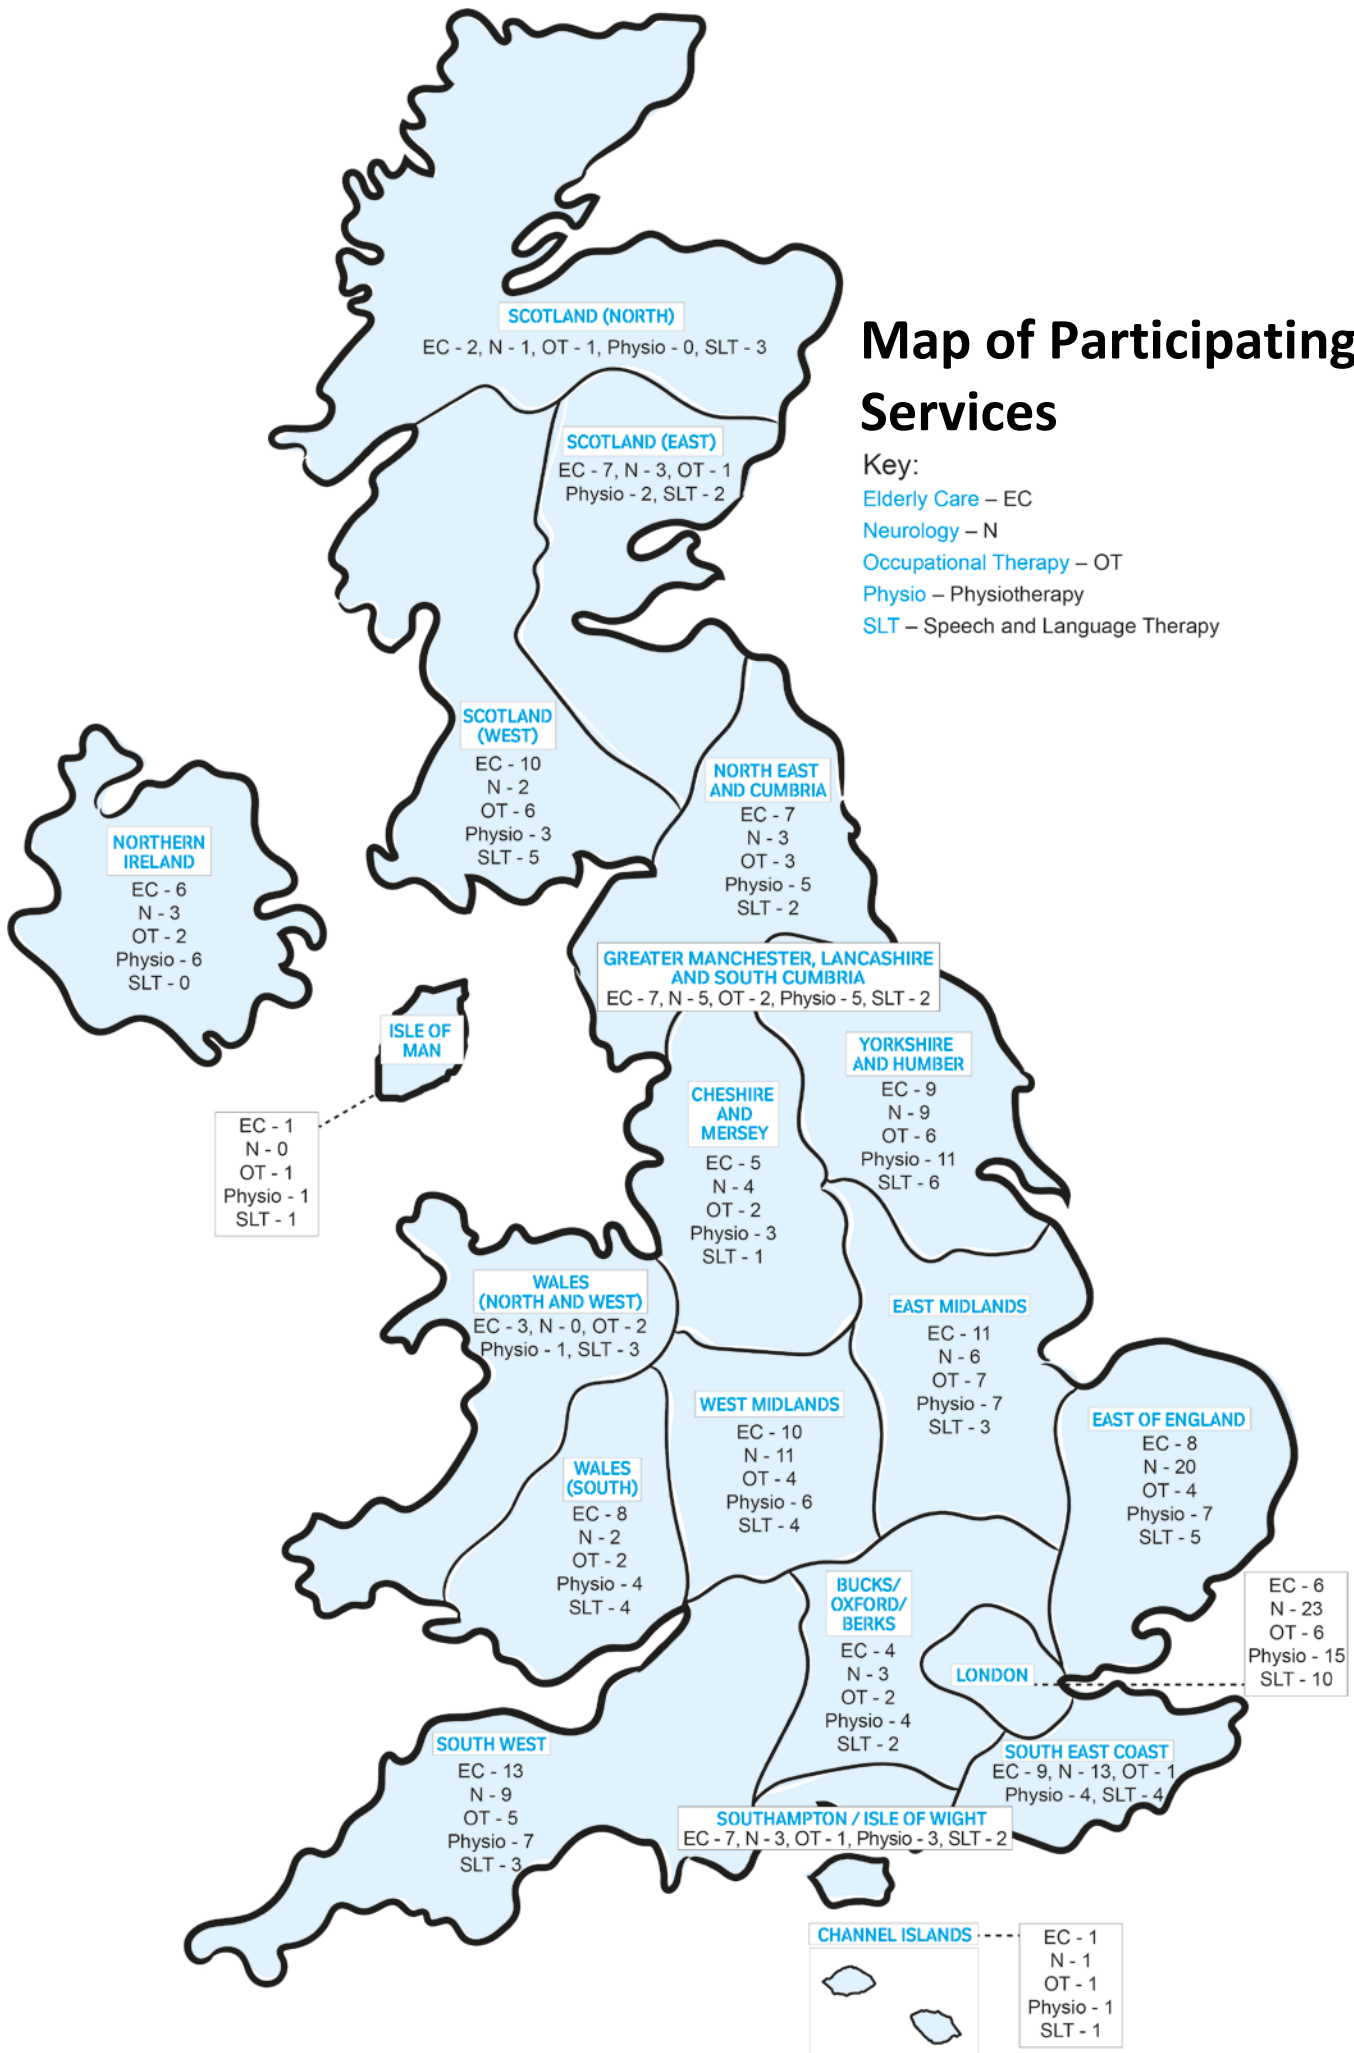 Map of Participating
Services
Key:
Elderly Care – EC
Neurology – N
Occupational Therapy – OT
Physio – Physiotherapy
SLT – Speech and Language Therapy
SCOTLAND (NORTH)
EC - 2, N - 1, OT - 1, Physio - 0, SLT - 3
SCOTLAND (EAST)
EC - 7, N - 3, OT - 1
Physio - 2, SLT - 2
SCOTLAND
(WEST)
EC - 10
N - 2
OT - 6
Physio - 3
SLT - 5
NORTH EAST
AND CUMBRIA
EC - 7
N - 3
OT - 3
Physio - 5
SLT - 2
NORTHERN
IRELAND
EC - 6
N - 3
OT - 2
Physio - 6
SLT - 0
GREATER MANCHESTER, LANCASHIRE
AND SOUTH CUMBRIA
EC - 7, N - 5, OT - 2, Physio - 5, SLT - 2
ISLE OF
MAN
EC - 1
N - 0
OT - 1
Physio - 1
SLT - 1
YORKSHIRE
AND HUMBER
EC - 9
N - 9
OT - 6
Physio - 11
SLT - 6
CHESHIRE
AND
MERSEY
EC - 5
N - 4
OT - 2
Physio - 3
SLT - 1
WALES
(NORTH AND WEST)
EC - 3, N - 0, OT - 2
Physio - 1, SLT - 3
EAST MIDLANDS
EC - 11
N - 6
OT - 7
Physio - 7
SLT - 3
WEST MIDLANDS
EC - 10
N - 11
OT - 4
Physio - 6
SLT - 4
EAST OF ENGLAND
EC - 8
N - 20
OT - 4
Physio - 7
SLT - 5
WALES
(SOUTH)
EC - 8
N - 2
OT - 2
Physio - 4
SLT - 4
BUCKS/
OXFORD/
BERKS
EC - 4
N - 3
OT - 2
Physio - 4
SLT - 2
LONDON
EC - 6
N - 23
OT - 6
Physio - 15
SLT - 10
SOUTH WEST
EC - 13
N - 9
OT - 5
Physio - 7
SLT - 3
SOUTH EAST COAST
EC - 9, N - 13, OT - 1
Physio - 4, SLT - 4
SOUTHAMPTON / ISLE OF WIGHT
EC - 7, N - 3, OT - 1, Physio - 3, SLT - 2
CHANNEL ISLANDS
EC - 1
N - 1
OT - 1
Physio - 1
SLT - 1